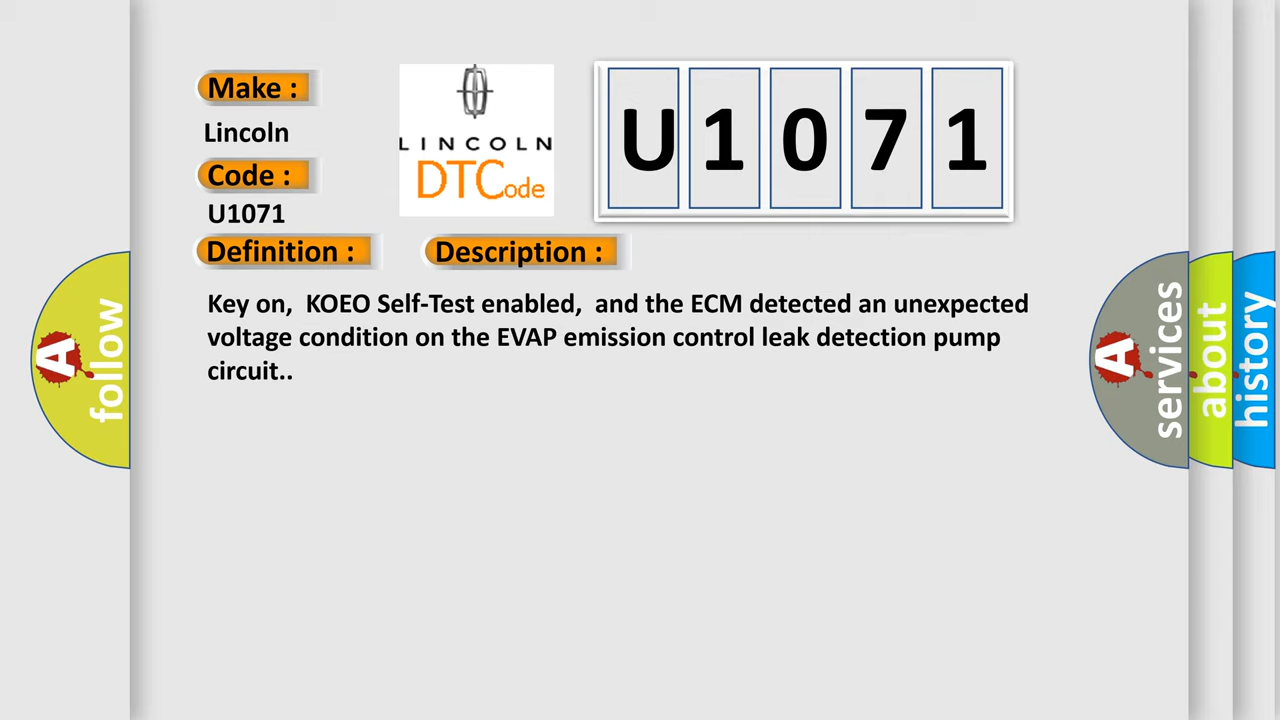 Make :
Lincoln
Code :
U1071
Definition :
Description :
LINCOLN
DTCode
U1071
Key on,  KOEO Self-Test enabled,  and the ECM detected an unexpected
voltage condition on the EVAP emission control leak detection pump
circuit..
A follow
A services
about
history